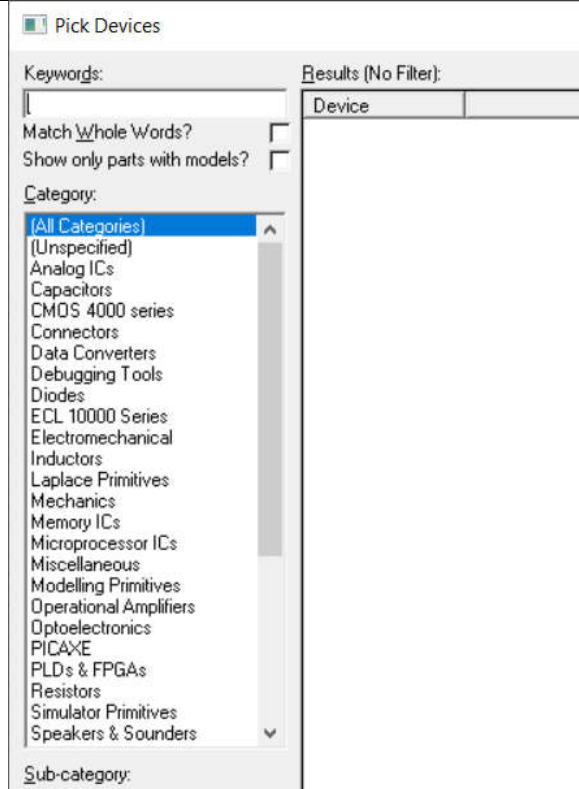 Pick Devices
Keywords:
Results (No Filter):
Device
Match Whole Words?
Show only parts with models?
Category:
(All Categories)
(Unspecified)
Analog ICs
Capacitors
CMOS 4000 series
Connectors
Data Converters
Debugging Tools
Diodes
ECL 10000 Series
Electromechanical
Inductors
Laplace Primitives
Mechanics
Memory ICs
Microprocessor ICs
Miscellaneous
Modelling Primitives
Operational Amplifiers
Optoelectronics
PICAXE
PLDs & FPGAs
Resistors
Simulator Primitives
Speakers & Sounders
Sub-category: